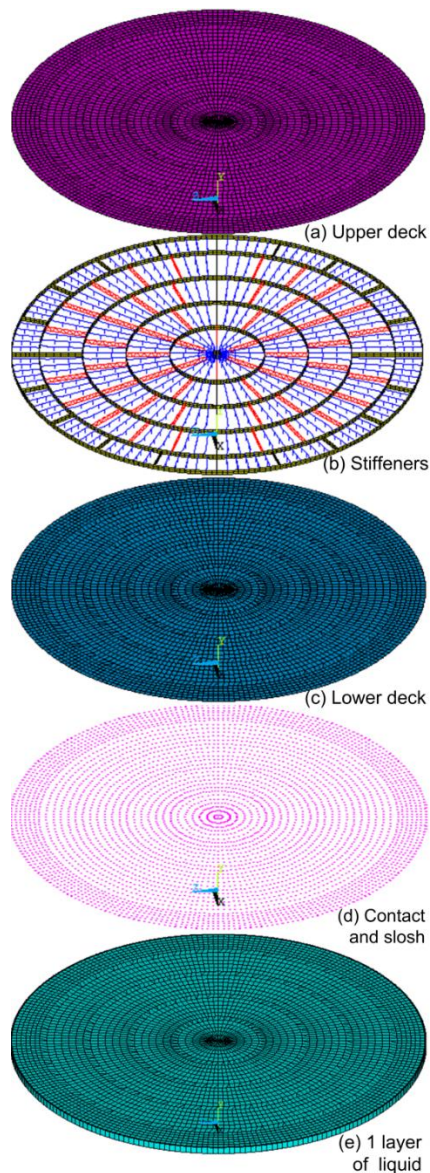 Y
Z
(a) Upper deck
Y
X
(b) Stiffeners
Y
Z
(c) Lower deck
Y
Z
X
(d) Contact
and slosh
Y
Z
(e) 1 layer
of liquid